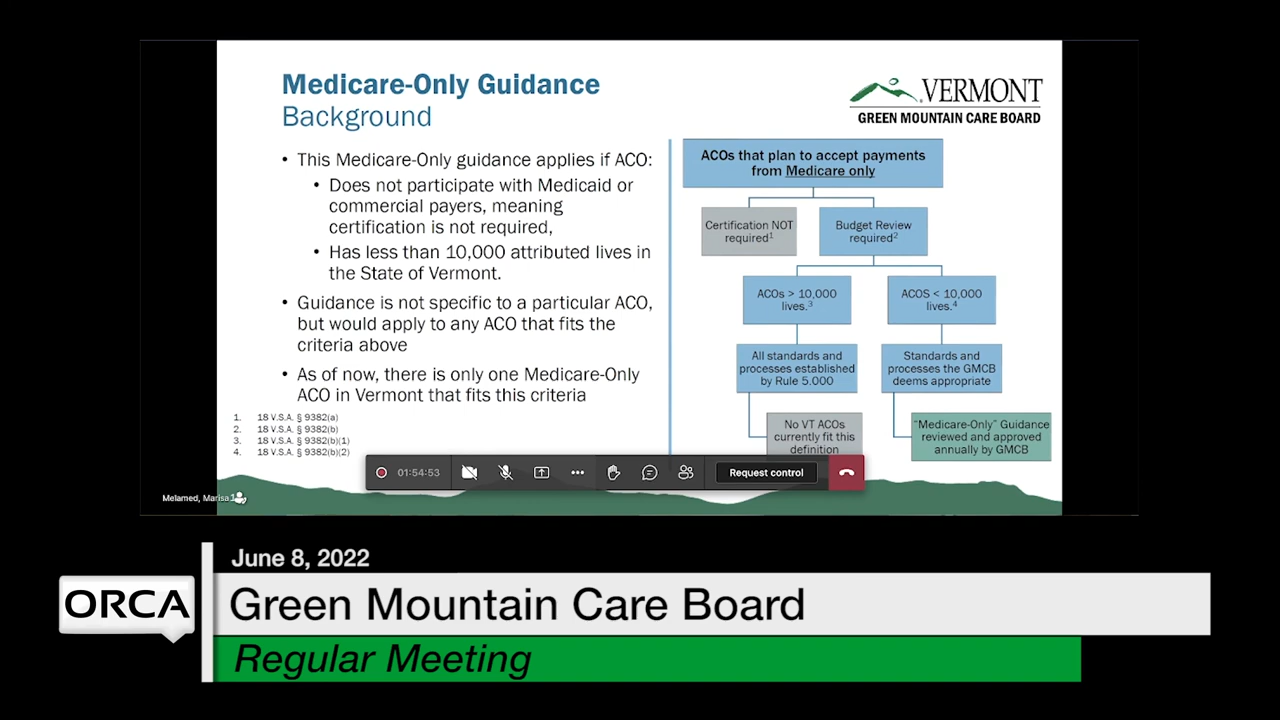 Medicare-Only Guidance
Background
VERMONT
GREEN MOUNTAIN CARE BOARD
• This Medicare-Only guidance applies if ACO:
• Does not participate with Medicaid or
commercial payers, meaning
certification is not required,
• Has less than 10,000 attributed lives in
the State of Vermont.
• Guidance is not specific to a particular ACO,
but would apply to any ACO that fits the
criteria above
• As of now, there is only one Medicare-Only
ACO in Vermont that fits this criteria
1. 18 V.S.A. § 9382(a)
2. 18 V.S.A. § 9382(b)
3. 18 V.S.A. § 9382(b)(1)
4. 18 V.S.A. § 9382(b)(2)
ACOs that plan to accept payments
from Medicare only
Certification NOT
required1
Budget Review
required2
ACOs > 10,000
lives.3
ACOS < 10,000
lives.4
All standards and
processes established
by Rule 5.000
Standards and
processes the GMCB
deems appropriate
No VT ACOs
currently fit this
definition
“Medicare-Only” Guidance
reviewed and approved
annually by GMCB
01:54:53
Request control
Melamed, Marisa
June 8, 2022
ORCA
Green Mountain Care Board
Regular Meeting